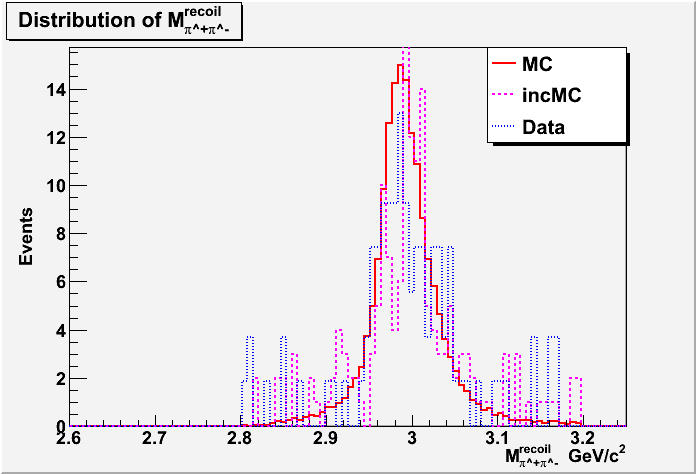 Distribution of M^recoil_π^+π^-
MC
incMC
Data
Events
14
12
10
8
6
4
2
0
2.6 2.7 2.8 2.9 3 3.1 3.2
M^recoil_π^+π^- GeV/c²